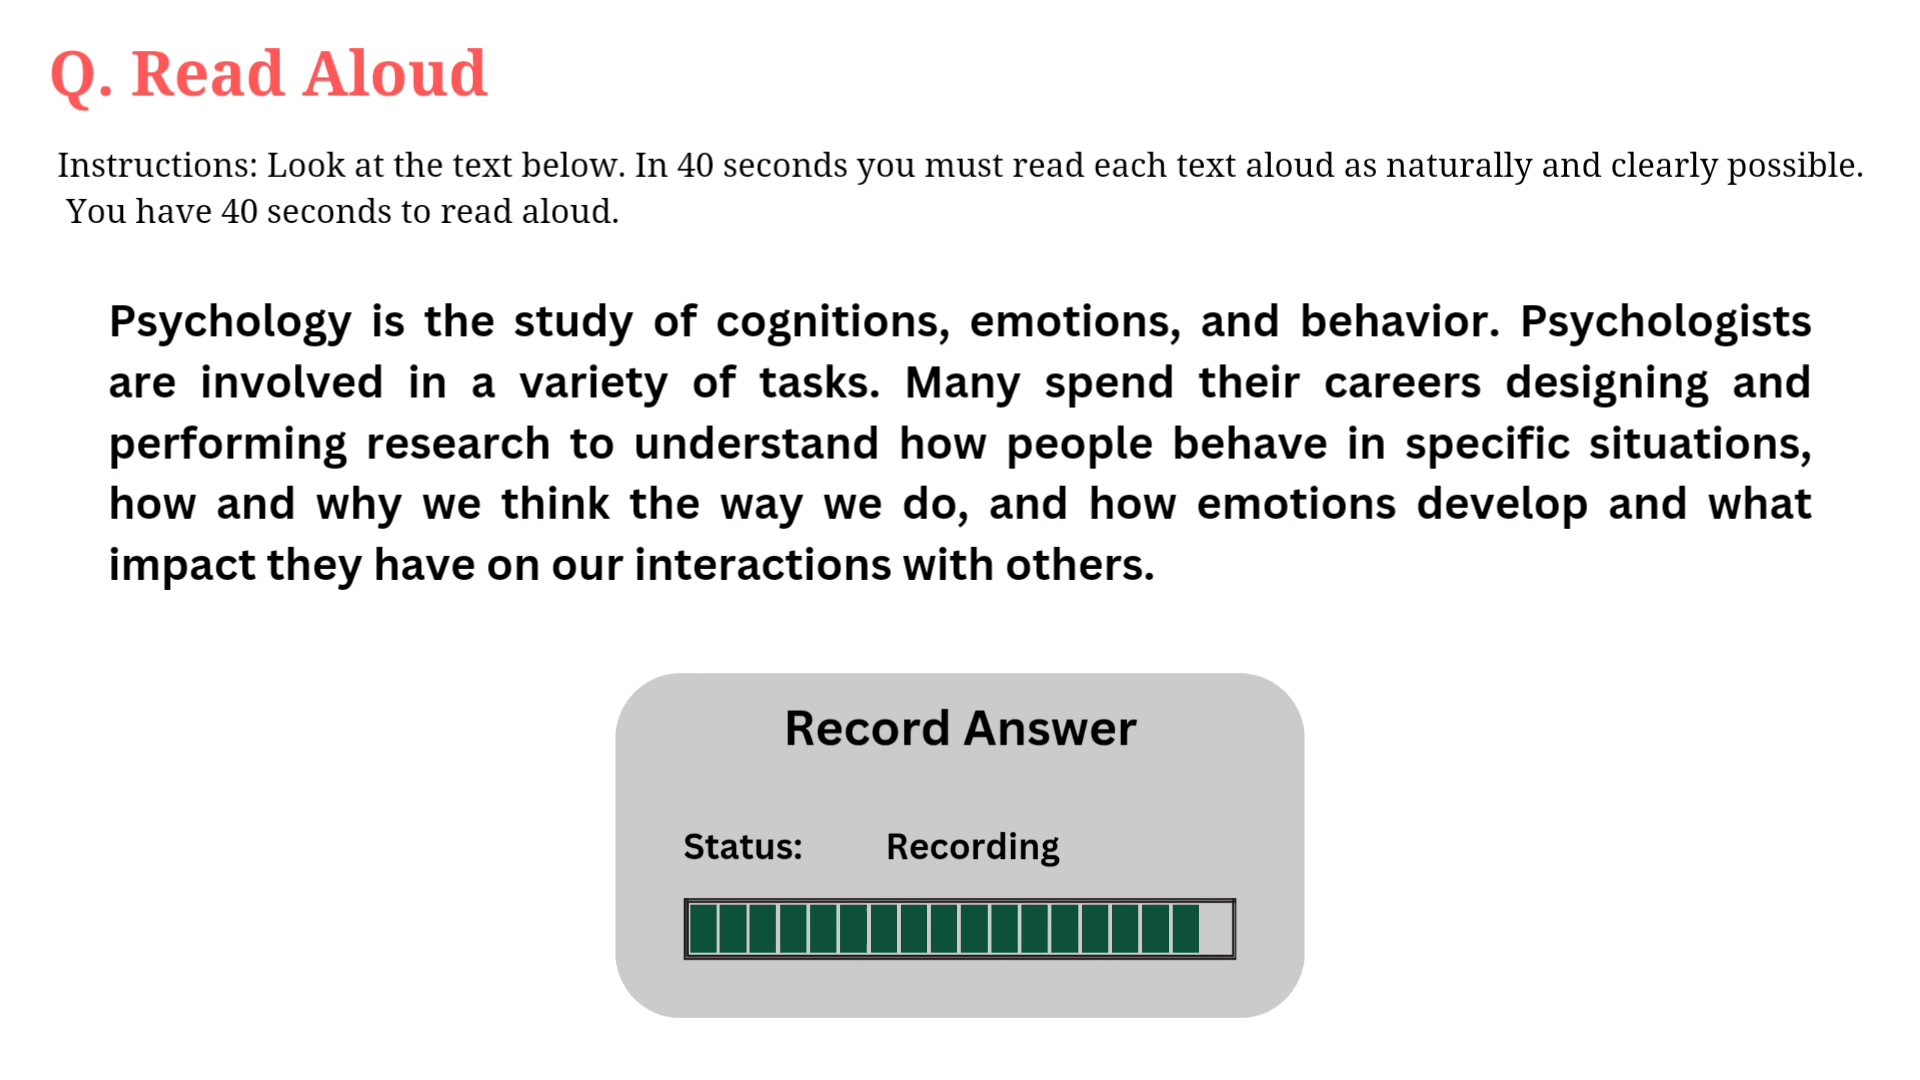 Q. Read Aloud
Instructions: Look at the text below. In 40 seconds you must read each text aloud as naturally and clearly possible.
You have 40 seconds to read aloud.
Psychology is the study of cognitions, emotions, and behavior. Psychologists
are involved in a variety of tasks. Many spend their careers designing and
performing research to understand how people behave in specific situations,
how and why we think the way we do, and how emotions develop and what
impact they have on our interactions with others.
Record Answer
Status: Recording